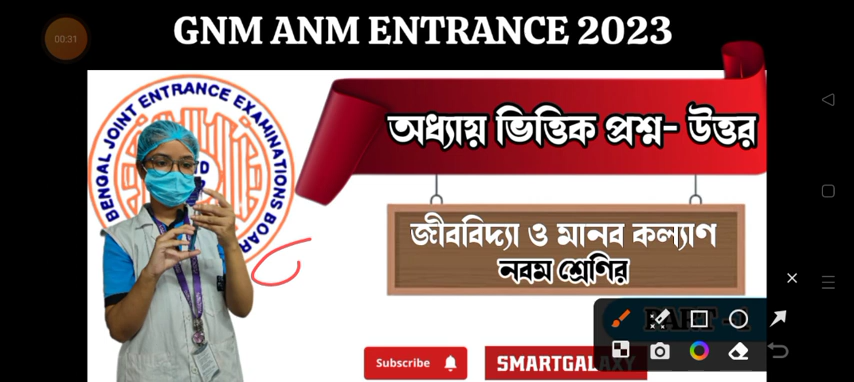 GNM ANM ENTRANCE 2023
00:31
BENGAL JOINT ENTRANCE EXAMINATIONS BOARD
অধ্যায় ভিত্তিক প্রশ্ন- উত্তর
জীববিদ্যা ও মানব কল্যাণ
নবম শ্রেণির
Subscribe
SMARTGALAXY